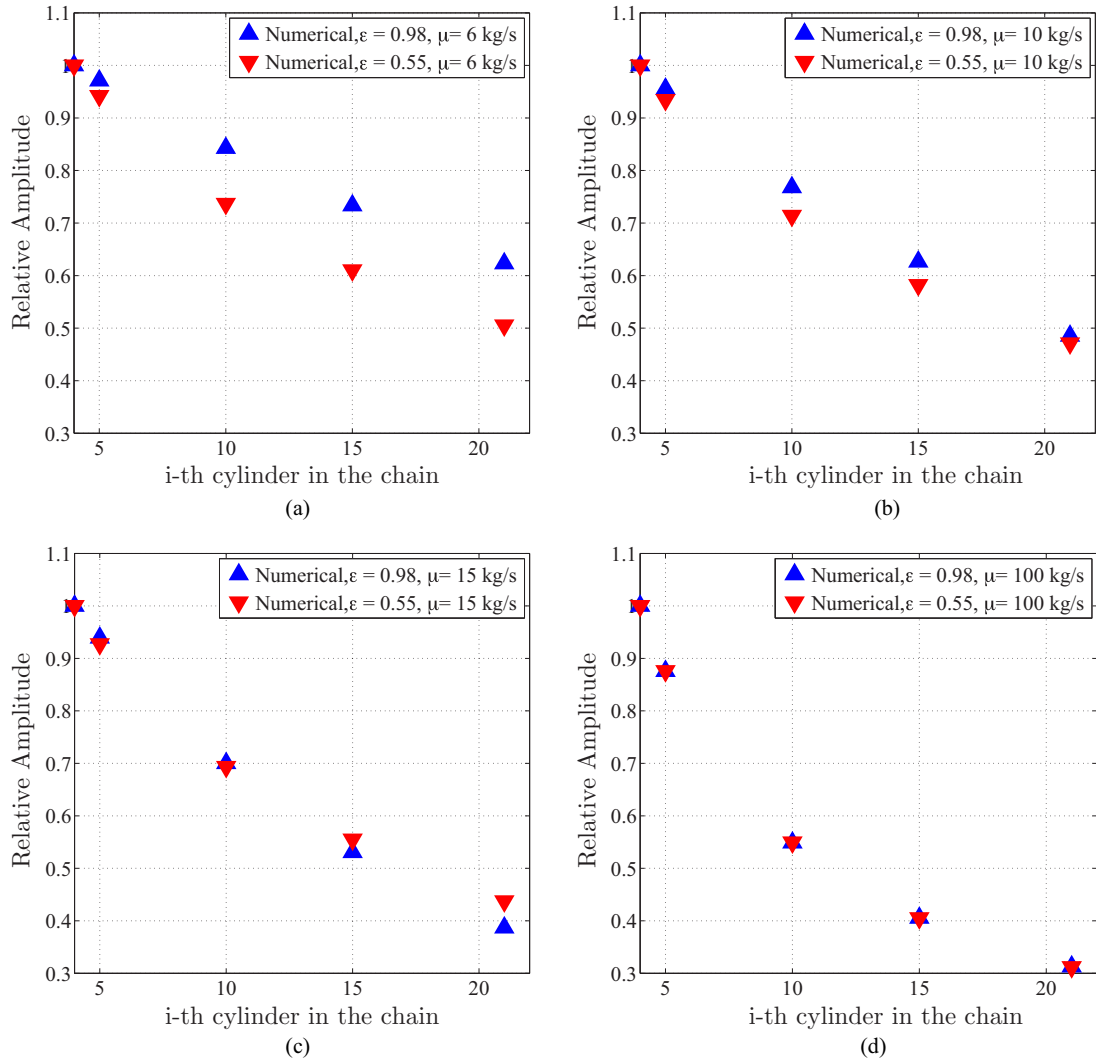 1.1
1
0.9
0.8
0.7
0.6
0.5
0.4
0.3
Relative Amplitude
Numerical,ε = 0.98, μ= 6 kg/s
Numerical,ε = 0.55, μ= 6 kg/s
5 10 15 20
i-th cylinder in the chain
(a)
1.1
1
0.9
0.8
0.7
0.6
0.5
0.4
0.3
Relative Amplitude
Numerical,ε = 0.98, μ= 10 kg/s
Numerical,ε = 0.55, μ= 10 kg/s
5 10 15 20
i-th cylinder in the chain
(b)
1.1
1
0.9
0.8
0.7
0.6
0.5
0.4
0.3
Relative Amplitude
Numerical,ε = 0.98, μ= 15 kg/s
Numerical,ε = 0.55, μ= 15 kg/s
5 10 15 20
i-th cylinder in the chain
(c)
1.1
1
0.9
0.8
0.7
0.6
0.5
0.4
0.3
Relative Amplitude
Numerical,ε = 0.98, μ= 100 kg/s
Numerical,ε = 0.55, μ= 100 kg/s
5 10 15 20
i-th cylinder in the chain
(d)